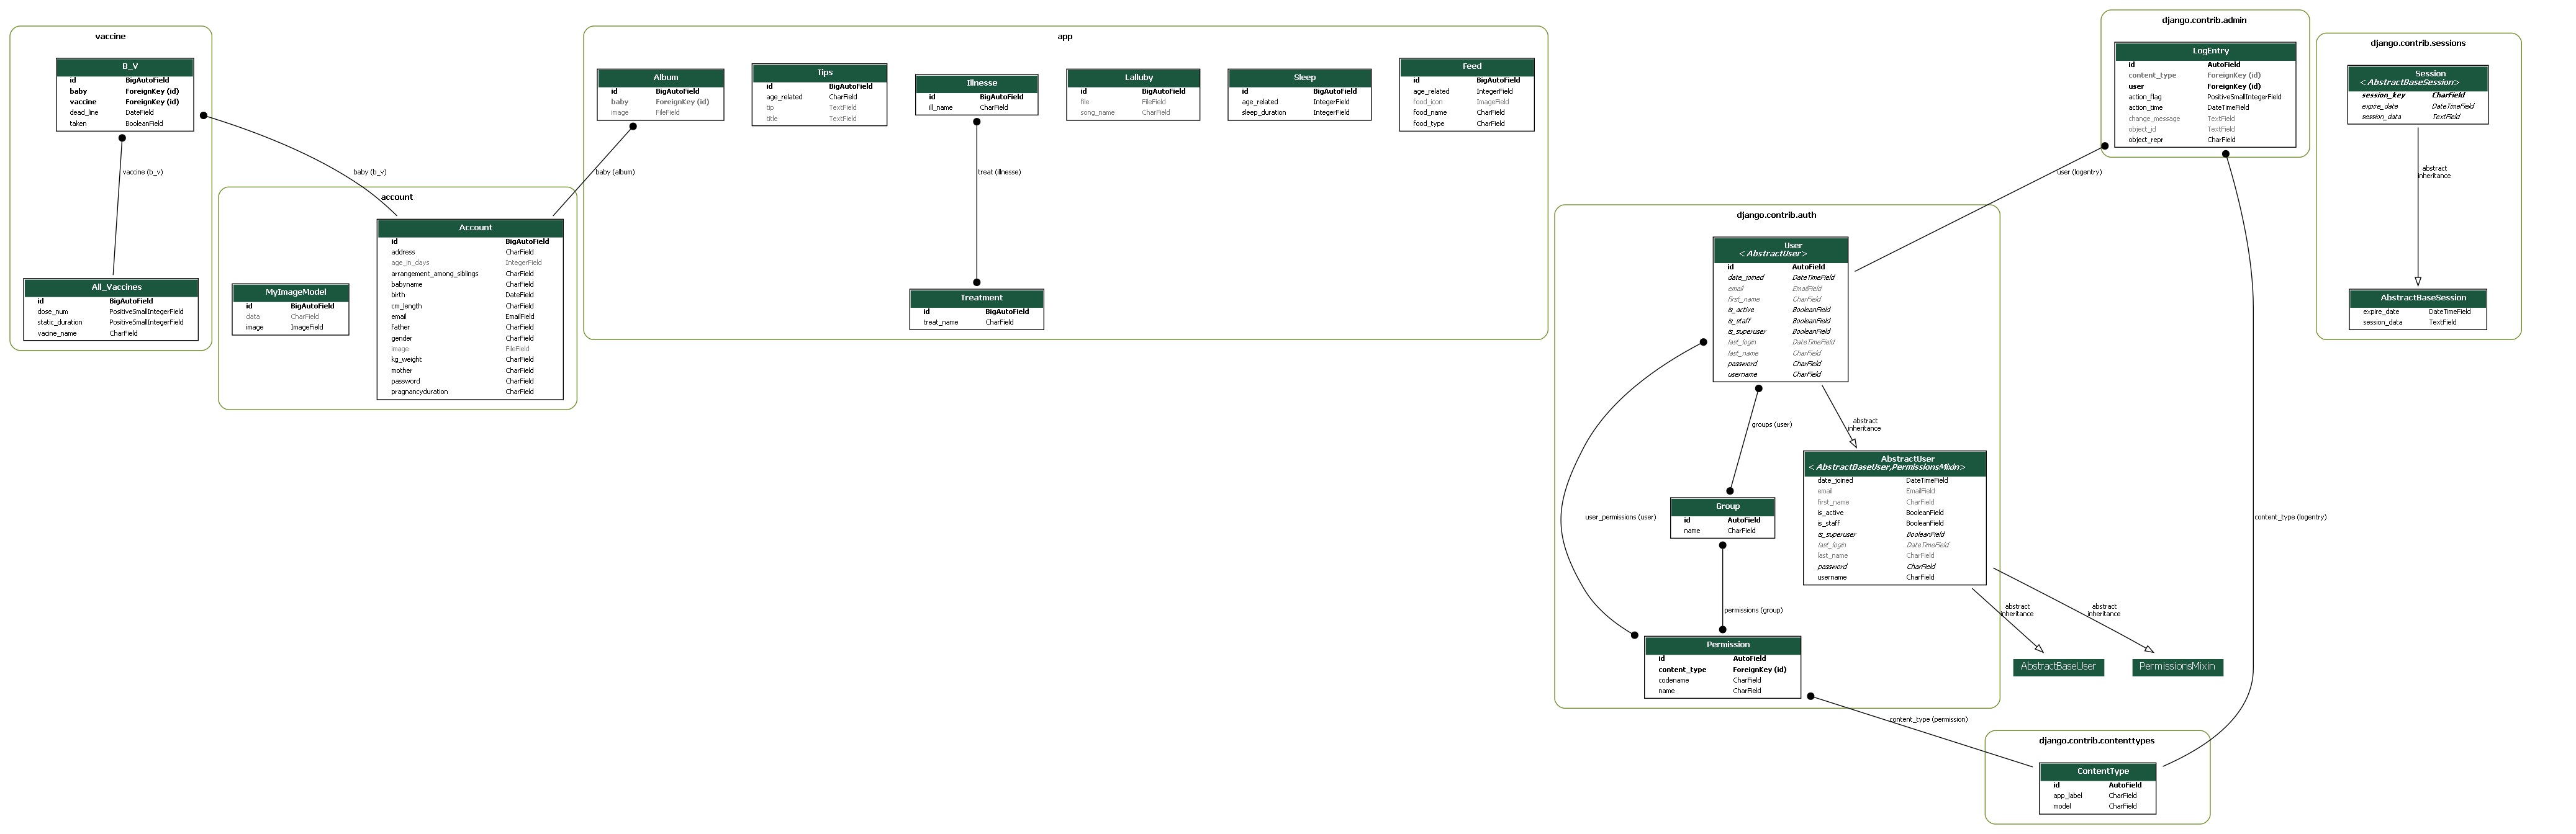 vaccine
B_V
id BigAutoField
baby ForeignKey (id)
vaccine ForeignKey (id)
dead_line DateField
taken BooleanField
vaccine (b_v)
baby (b_v)
All_Vaccines
id BigAutoField
dose_num PositiveSmallIntegerField
static_duration PositiveSmallIntegerField
vacine_name CharField
account
MyImageModel
id BigAutoField
data CharField
image ImageField
Account
id BigAutoField
address CharField
age_in_days IntegerField
arrangement_among_siblings CharField
babyname CharField
birth DateField
cm_length CharField
email EmailField
father CharField
gender CharField
image FileField
kg_weight CharField
mother CharField
password CharField
pragnancyduration CharField
app
Album
id BigAutoField
baby ForeignKey (id)
image FileField
baby (album)
Tips
id BigAutoField
age_related CharField
tip TextField
title TextField
Illnesse
id BigAutoField
ill_name CharField
treat (illnesse)
Treatment
id BigAutoField
treat_name CharField
Lalluby
id BigAutoField
file FileField
song_name CharField
Sleep
id BigAutoField
age_related IntegerField
sleep_duration IntegerField
Feed
id BigAutoField
age_related IntegerField
food_icon ImageField
food_name CharField
food_type CharField
django.contrib.auth
User
<AbstractUser>
id AutoField
date_joined DateTimeField
email EmailField
first_name CharField
is_active BooleanField
is_staff BooleanField
is_superuser BooleanField
last_login DateTimeField
last_name CharField
password CharField
username CharField
groups (user)
abstract
inheritance
user_permissions (user)
AbstractUser
<AbstractBaseUser,PermissionsMixin>
date_joined DateTimeField
email EmailField
first_name CharField
is_active BooleanField
is_staff BooleanField
is_superuser BooleanField
last_login DateTimeField
last_name CharField
password CharField
username CharField
Group
id AutoField
name CharField
permissions (group)
Permission
id AutoField
content_type ForeignKey (id)
codename CharField
name CharField
abstract
inheritance
abstract
inheritance
AbstractBaseUser
PermissionsMixin
content_type (permission)
django.contrib.contenttypes
ContentType
id AutoField
app_label CharField
model CharField
django.contrib.admin
LogEntry
id AutoField
content_type ForeignKey (id)
user ForeignKey (id)
action_flag PositiveSmallIntegerField
action_time DateTimeField
change_message TextField
object_id TextField
object_repr CharField
user (logentry)
content_type (logentry)
django.contrib.sessions
Session
<AbstractBaseSession>
session_key CharField
expire_date DateTimeField
session_data TextField
abstract
inheritance
AbstractBaseSession
expire_date DateTimeField
session_data TextField